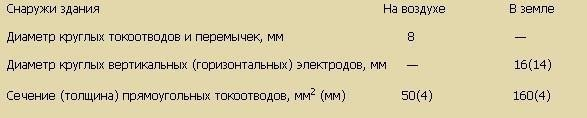 Снаружи здания На воздухе В земле
Диаметр круглых токоотводов и перемычек, мм 8 —
Диаметр круглых вертикальных (горизонтальных) электродов, мм — 16(14)
Сечение (толщина) прямоугольных токоотводов, мм² (мм) 50(4) 160(4)